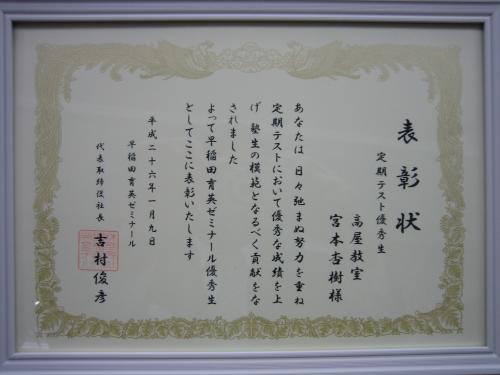 表彰状
定期テスト優秀生
高屋教室
宮本杏樹様
あなたは 日々弛まぬ努力を重ね
定期テストにおいて優秀な成績を上
げ 塾生の模範となるべく貢献をな
されました
よって早稲田育英ゼミナール優秀生
としてここに表彰いたします
平成二十六年一月九日
早稲田育英ゼミナール
代表取締役社長 吉村俊彦